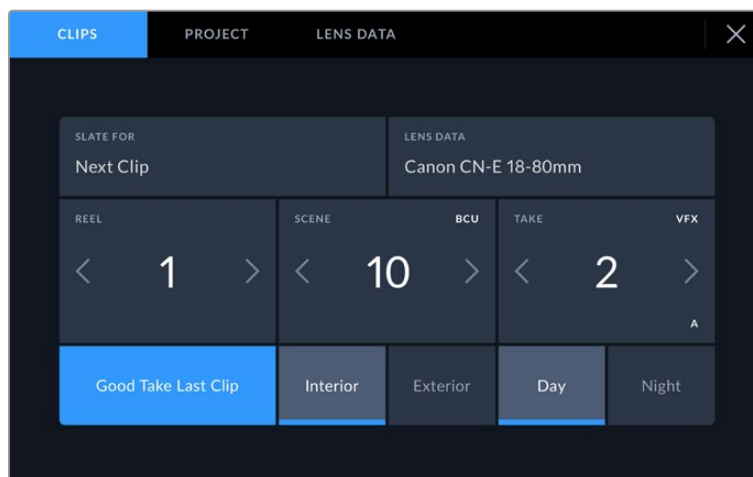 CLIPS PROJECT LENS DATA
SLATE FOR LENS DATA
Next Clip Canon CN-E 18-80mm
REEL SCENE BCU TAKE VFX
1 10 2
A
Good Take Last Clip Interior Exterior Day Night